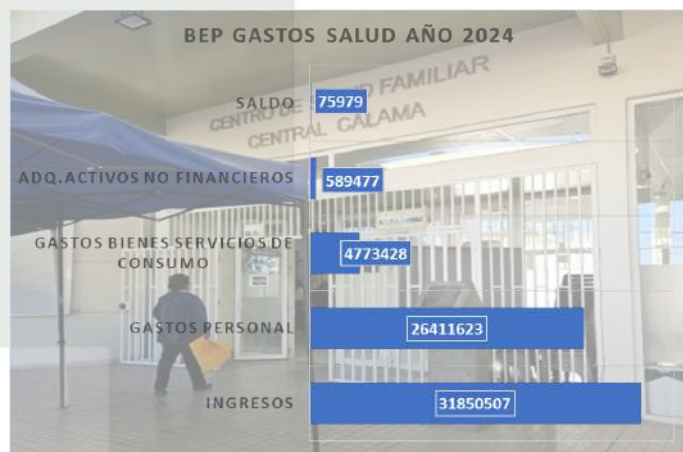 BEP GASTOS SALUD AÑO 2024
CENTRO DE SALUD FAMILIAR
CENTRAL CALAMA
SALDO
75979
ADQ.ACTIVOS NO FINANCIEROS
589477
GASTOS BIENES SERVICIOS DE
CONSUMO
4773428
GASTOS PERSONAL
26411623
INGRESOS
31850507